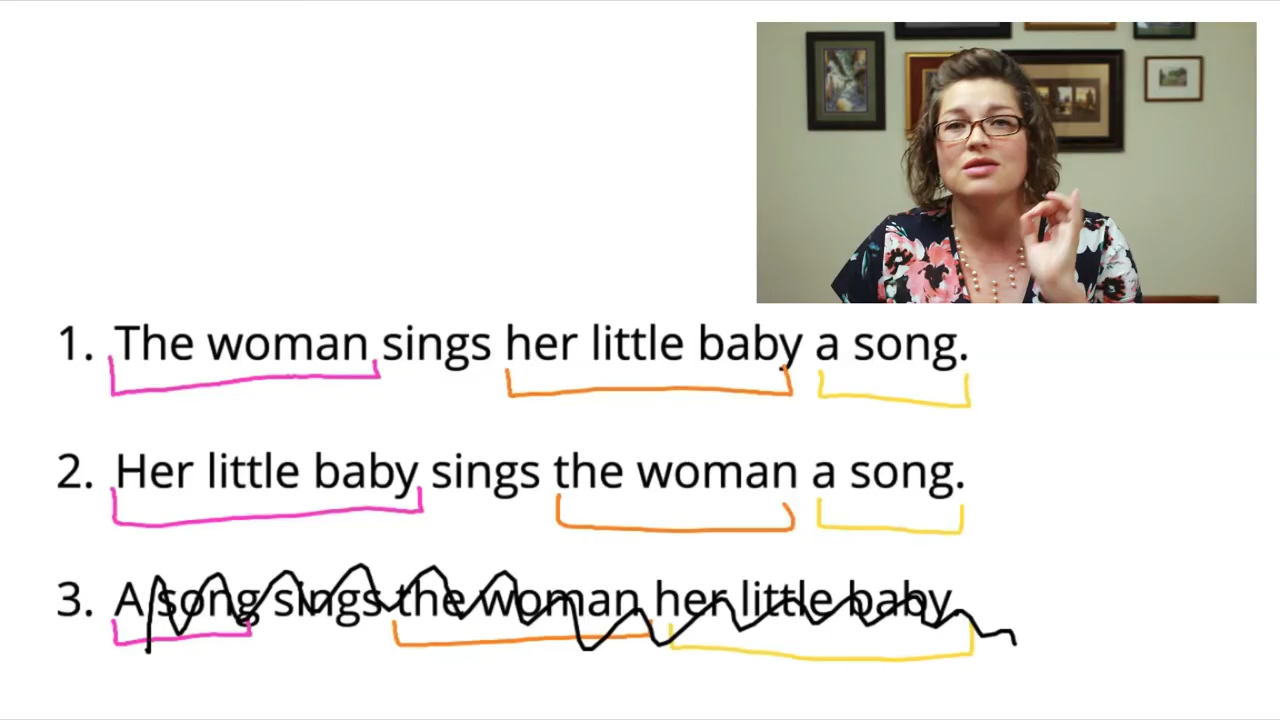 1. The woman sings her little baby a song.
2. Her little baby sings the woman a song.
3. A song sings the woman her little baby.